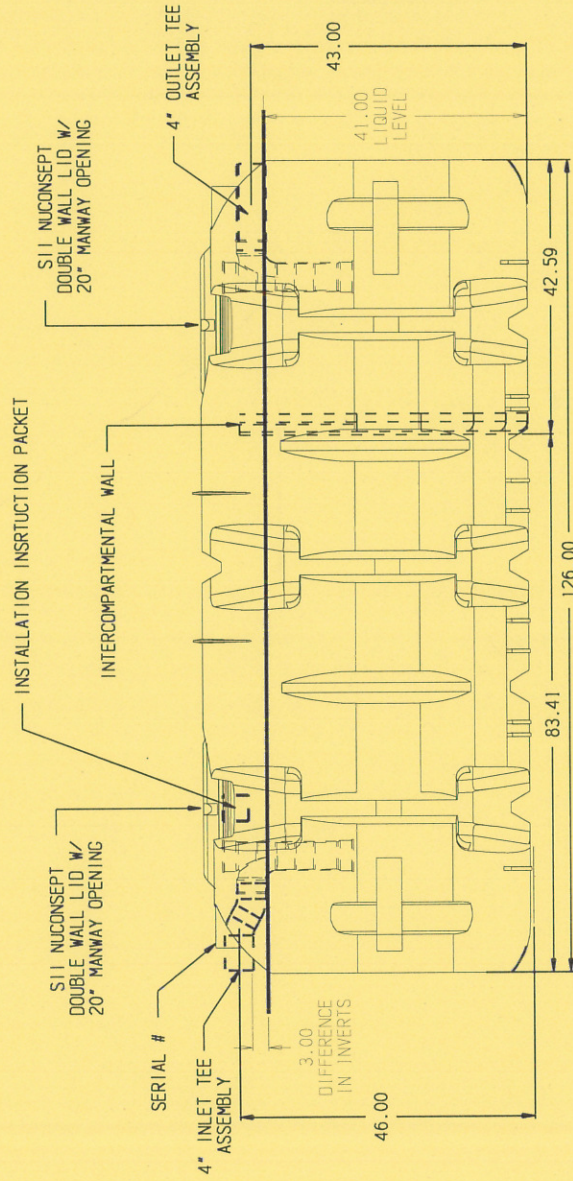 INSTALLATION INSRTUCTION PACKET
SII NUCONSEPT
DOUBLE WALL LID W/
20" MANWAY OPENING
INTERCOMPARTMENTAL WALL
SII NUCONSEPT
DOUBLE WALL LID W/
20" MANWAY OPENING
SERIAL #
4" INLET TEE
ASSEMBLY
4" OUTLET TEE
ASSEMBLY
3.00
DIFFERENCE
IN INVERTS
46.00
41.00
LIQUID
LEVEL
43.00
83.41
42.59
126.00